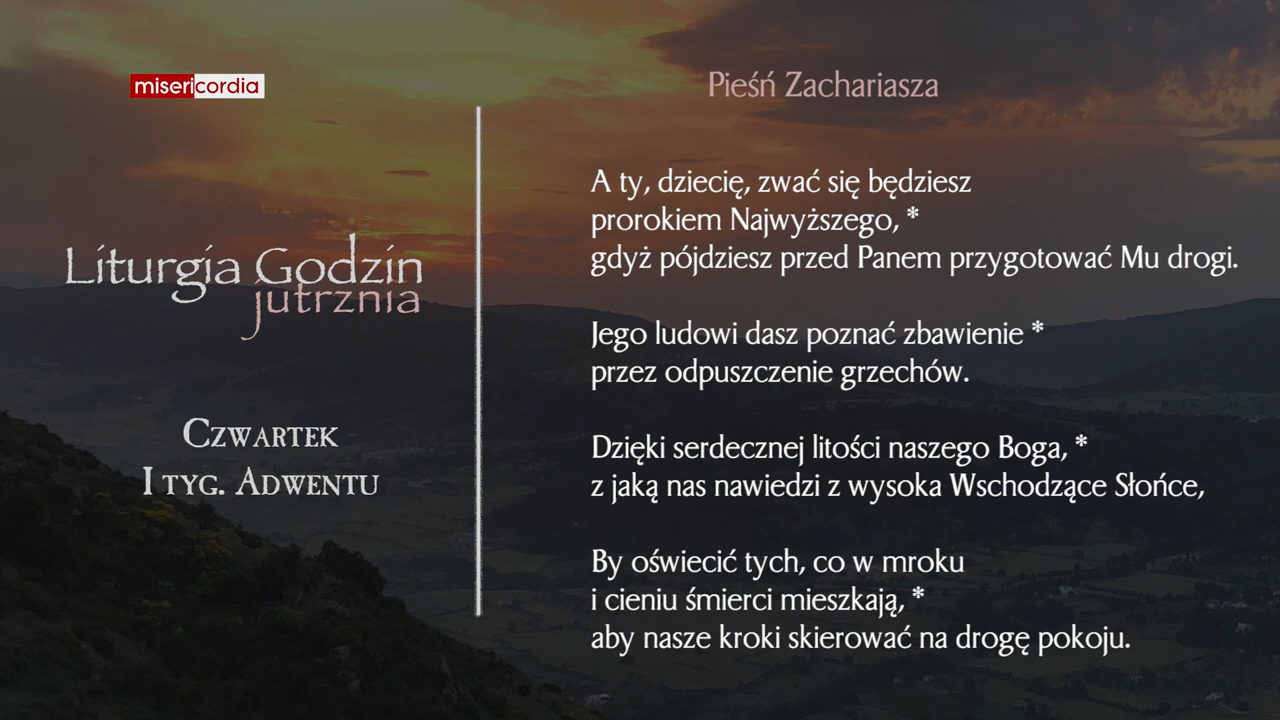 misericordia
Liturgia Godzin
jutrznia
Czwartek
I tyg. Adwentu
Pieśń Zachariasza
A ty, dziecię, zwać się będziesz
prorokiem Najwyższego, *
gdyż pójdziesz przed Panem przygotować Mu drogi.
Jego ludowi dasz poznać zbawienie *
przez odpuszczenie grzechów.
Dzięki serdecznej litości naszego Boga, *
z jaką nas nawiedzi z wysoka Wschodzące Słońce,
By oświecić tych, co w mroku
i cieniu śmierci mieszkają, *
aby nasze kroki skierować na drogę pokoju.